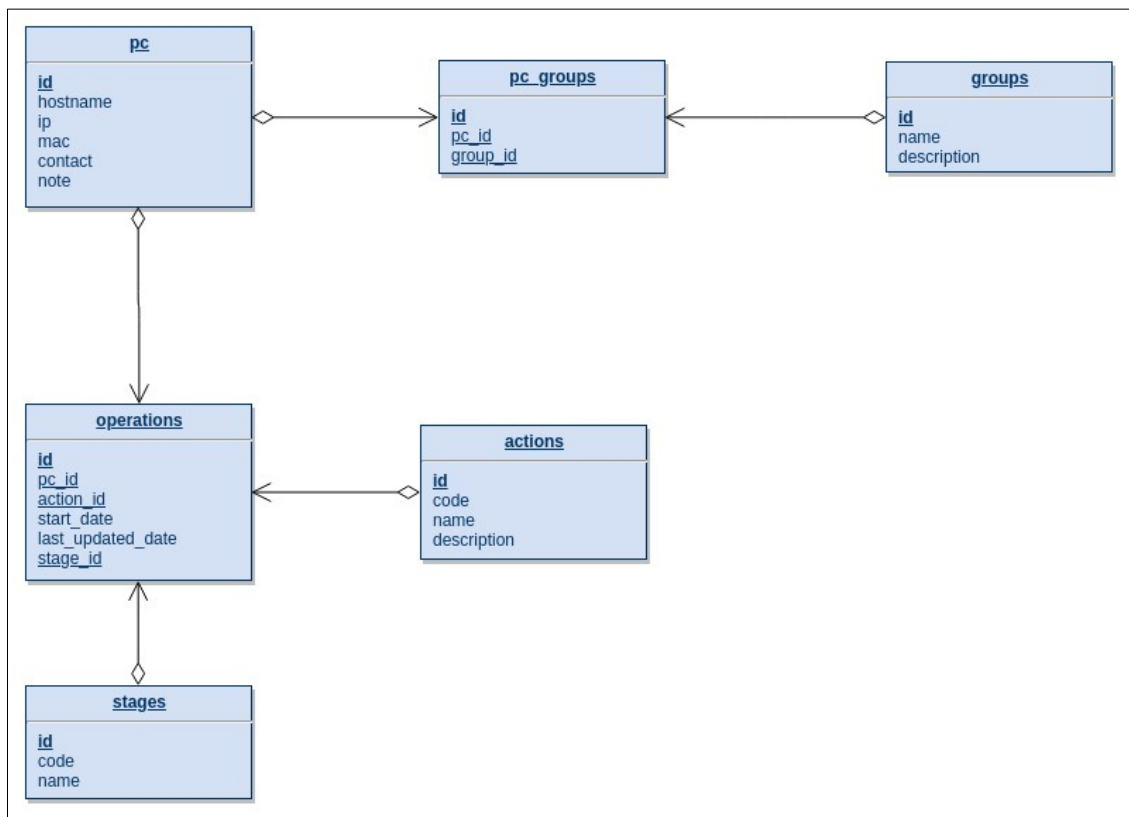 pc
id
hostname
ip
mac
contact
note
pc_groups
id
pc_id
group_id
groups
id
name
description
operations
id
pc_id
action_id
start_date
last_updated_date
stage_id
actions
id
code
name
description
stages
id
code
name